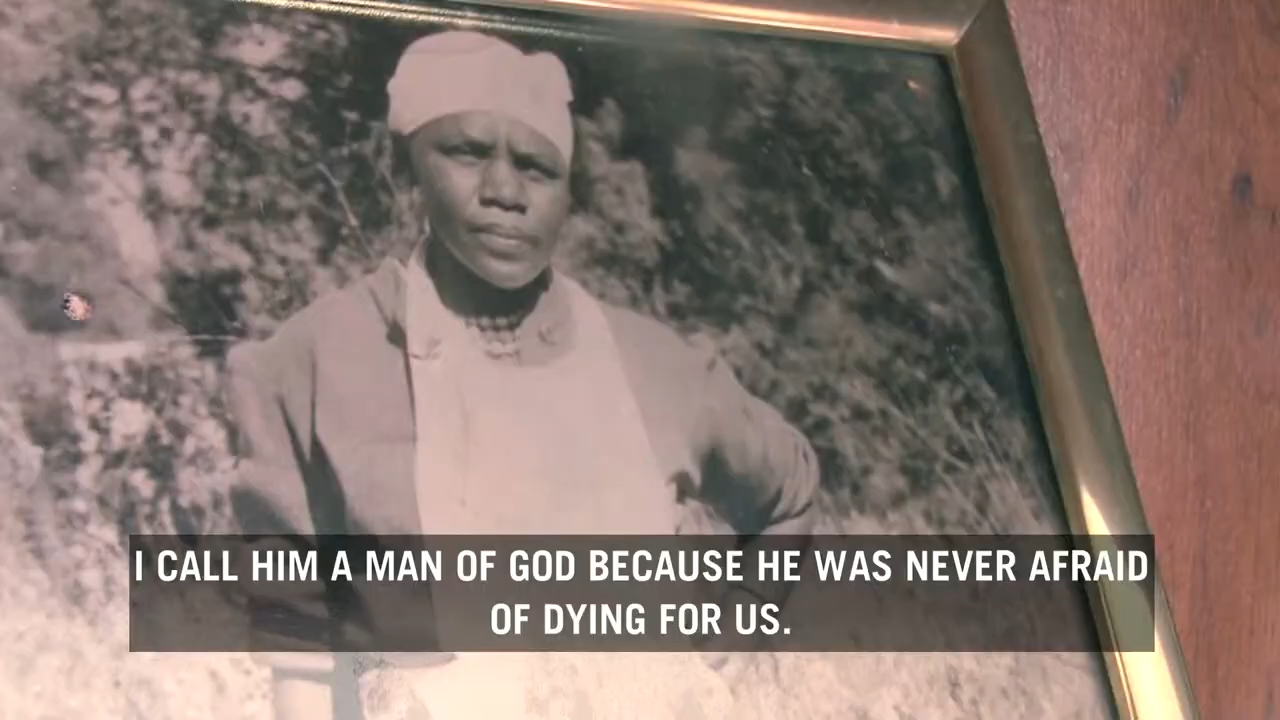 I CALL HIM A MAN OF GOD BECAUSE HE WAS NEVER AFRAID
OF DYING FOR US.